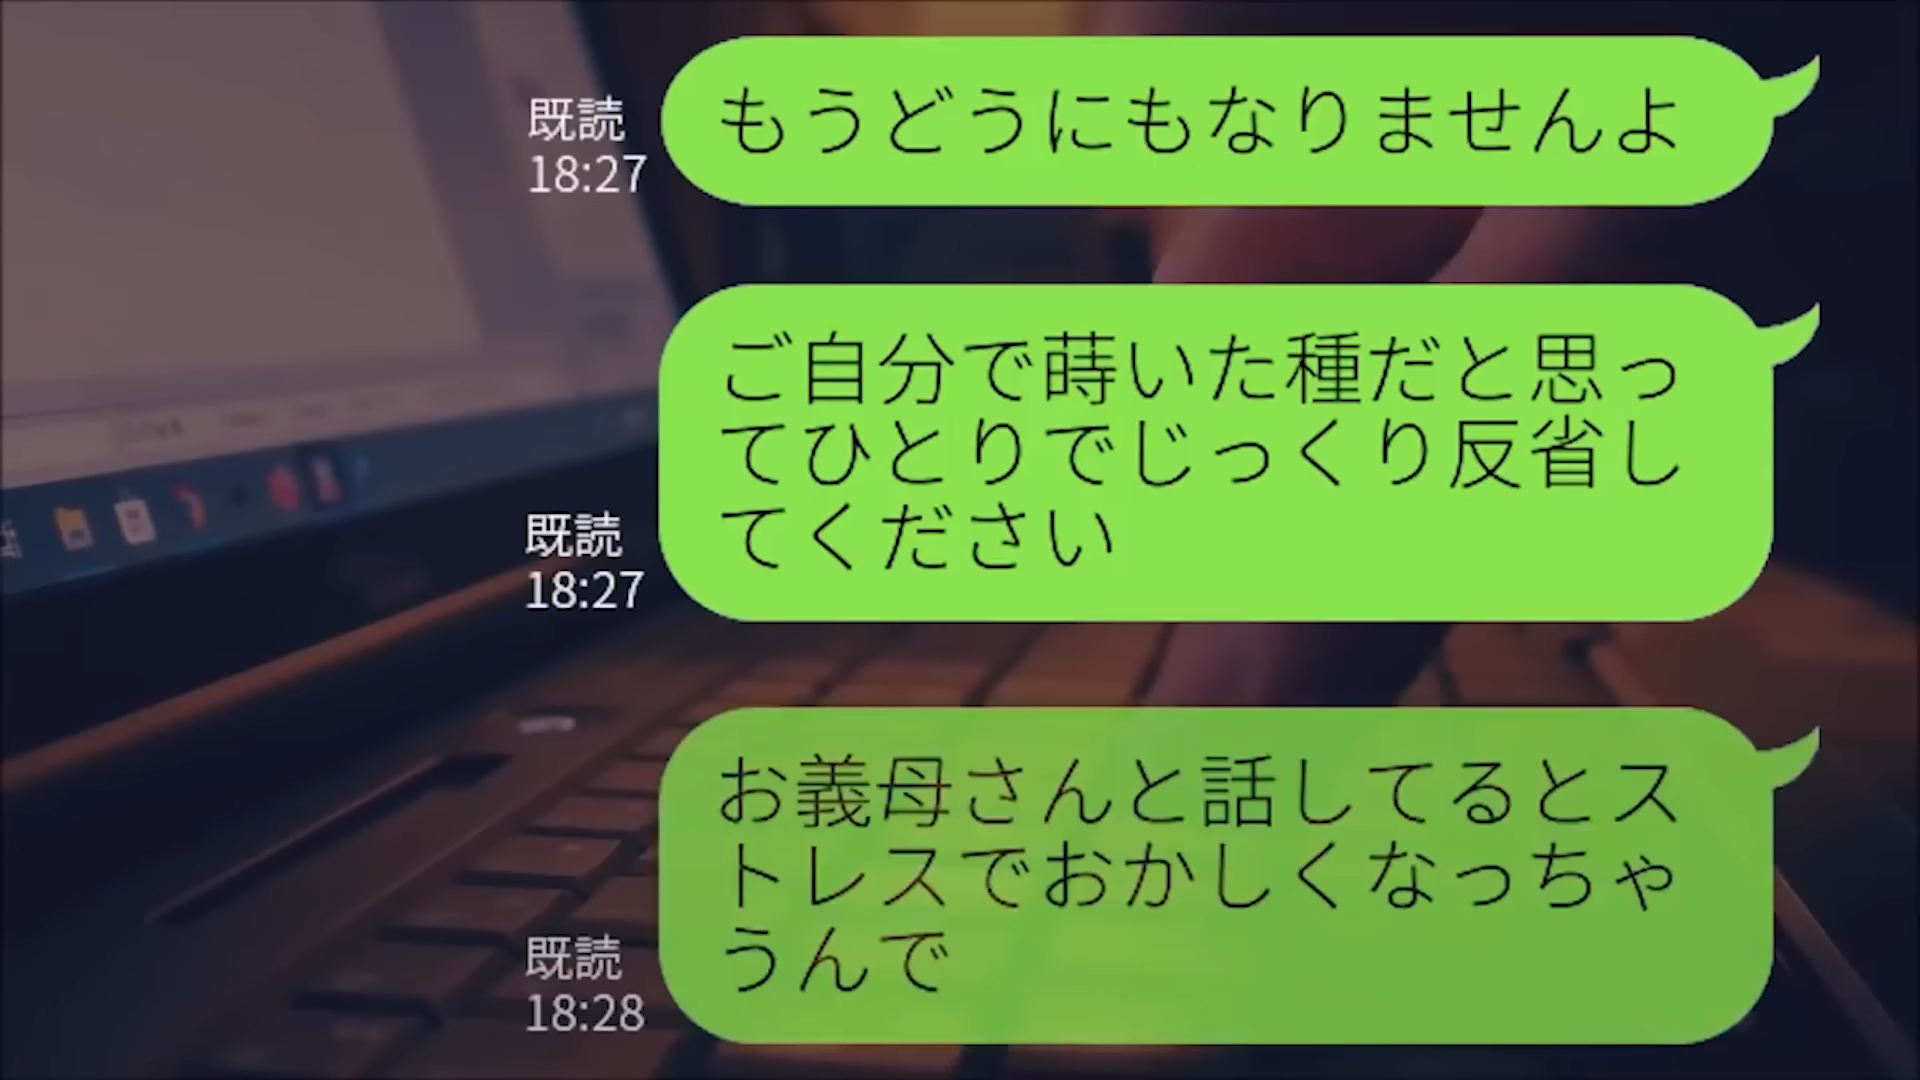 もうどうにもなりませんよ
既読
18:27
ご自分で蒔いた種だと思っ
てひとりでじっくり反省し
てください
既読
18:27
お義母さんと話してるとス
トレスでおかしくなっちゃ
うんで
既読
18:28